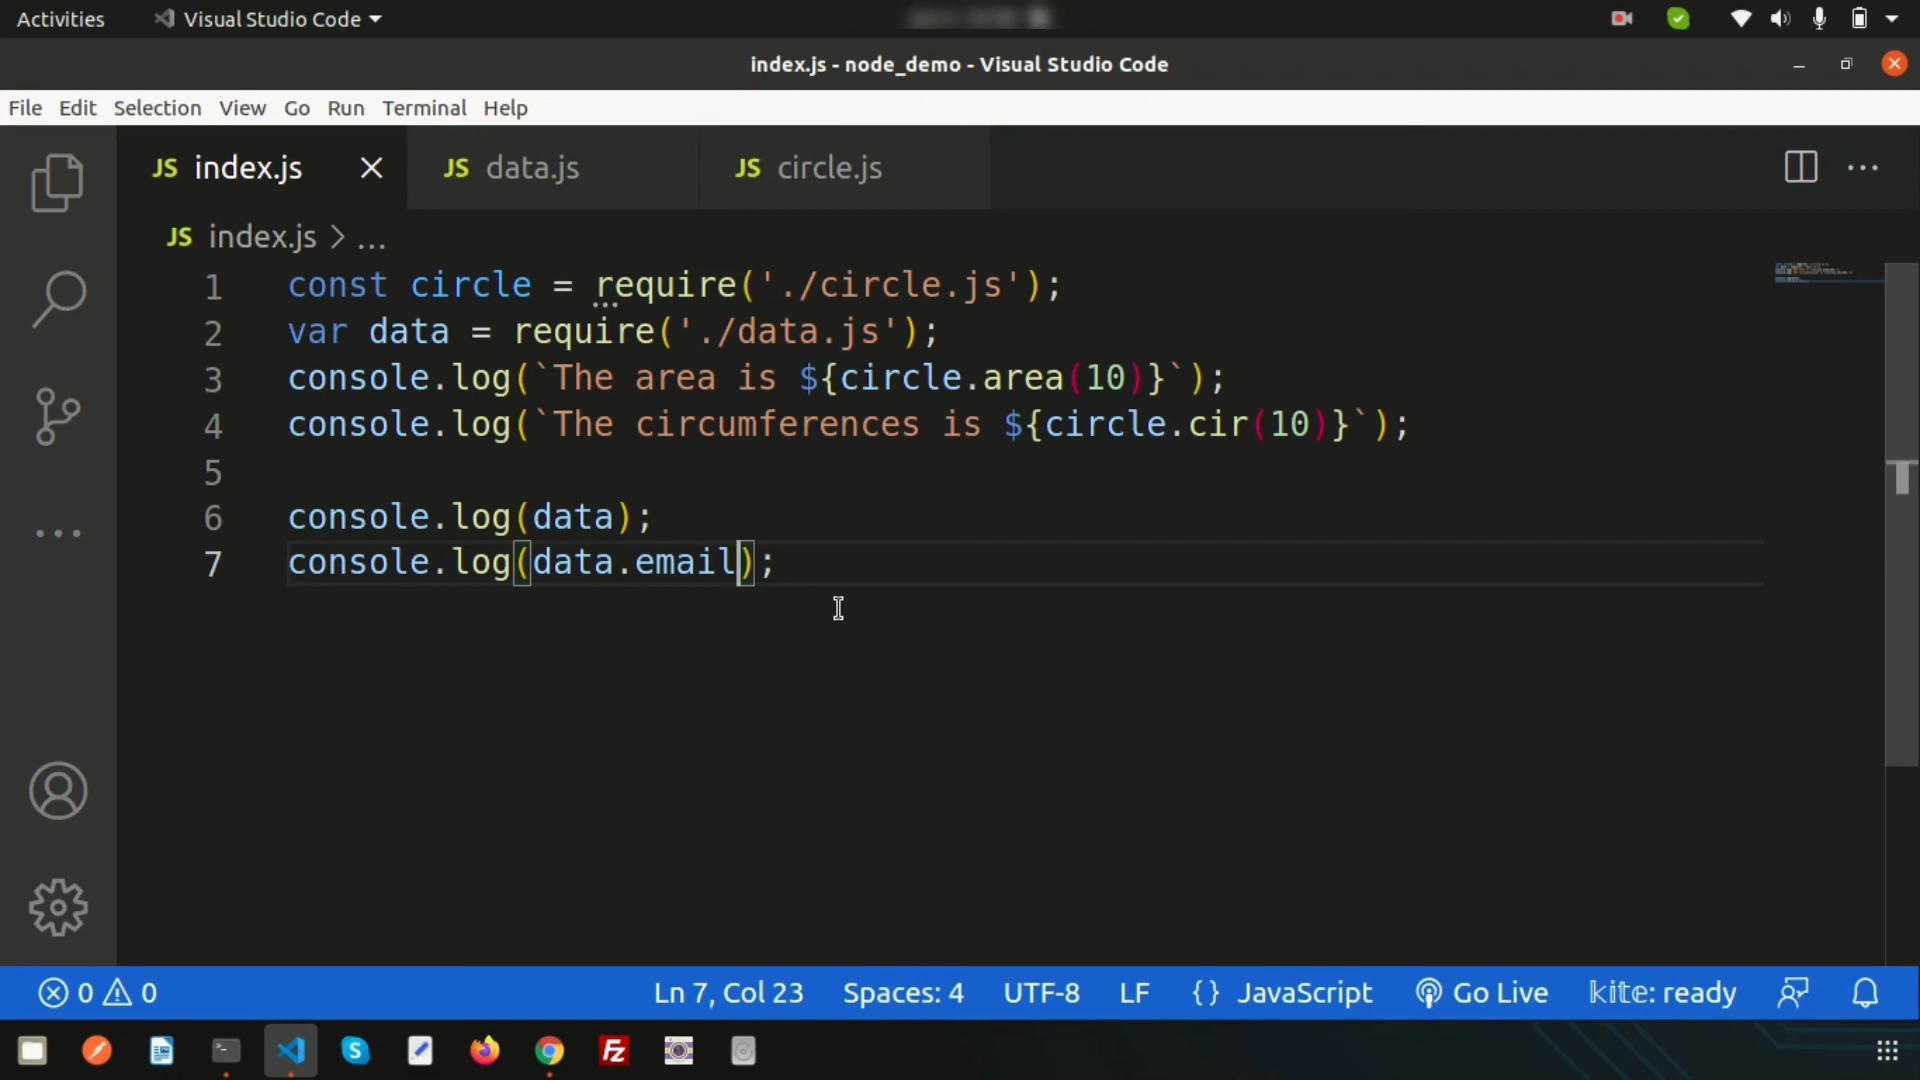 Activities Visual Studio Code
index.js - node_demo - Visual Studio Code
File Edit Selection View Go Run Terminal Help
JS index.js JS data.js JS circle.js
JS index.js > ...
1 const circle = require('./circle.js');
2 var data = require('./data.js');
3 console.log(`The area is ${circle.area(10)}`);
4 console.log(`The circumferences is ${circle.cir(10)}`);
5
6 console.log(data);
7 console.log(data.email);
0 0 Ln 7, Col 23 Spaces: 4 UTF-8 LF {} JavaScript Go Live kite: ready